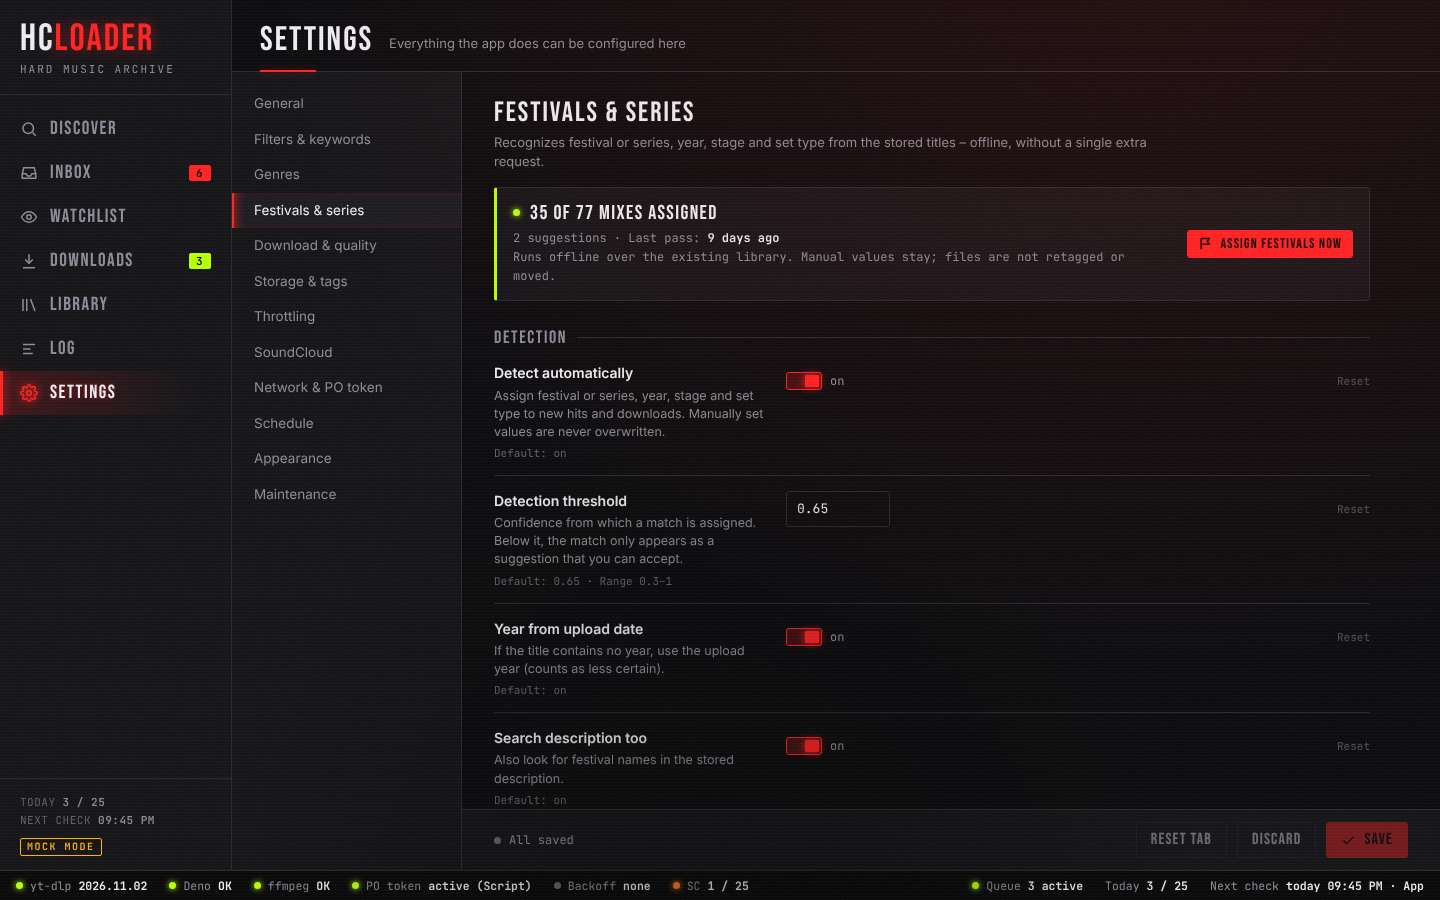 HCLOADER
HARD MUSIC ARCHIVE
DISCOVER
INBOX 6
WATCHLIST
DOWNLOADS 3
LIBRARY
LOG
SETTINGS
TODAY 3 / 25
NEXT CHECK 09:45 PM
MOCK MODE
SETTINGS Everything the app does can be configured here
General
Filters & keywords
Genres
Festivals & series
Download & quality
Storage & tags
Throttling
SoundCloud
Network & PO token
Schedule
Appearance
Maintenance
FESTIVALS & SERIES
Recognizes festival or series, year, stage and set type from the stored titles – offline, without a single extra
request.
35 OF 77 MIXES ASSIGNED
2 suggestions · Last pass: 9 days ago
Runs offline over the existing library. Manual values stay; files are not retagged or
moved.
ASSIGN FESTIVALS NOW
DETECTION
Detect automatically
Assign festival or series, year, stage and set
type to new hits and downloads. Manually set
values are never overwritten.
Default: on
on
Reset
Detection threshold
Confidence from which a match is assigned.
Below it, the match only appears as a
suggestion that you can accept.
Default: 0.65 · Range 0.3–1
0.65
Reset
Year from upload date
If the title contains no year, use the upload
year (counts as less certain).
Default: on
on
Reset
Search description too
Also look for festival names in the stored
description.
Default: on
on
Reset
All saved
RESET TAB
DISCARD
SAVE
yt-dlp 2026.11.02 Deno OK ffmpeg OK PO token active (Script) Backoff none SC 1 / 25 Queue 3 active Today 3 / 25 Next check today 09:45 PM · App